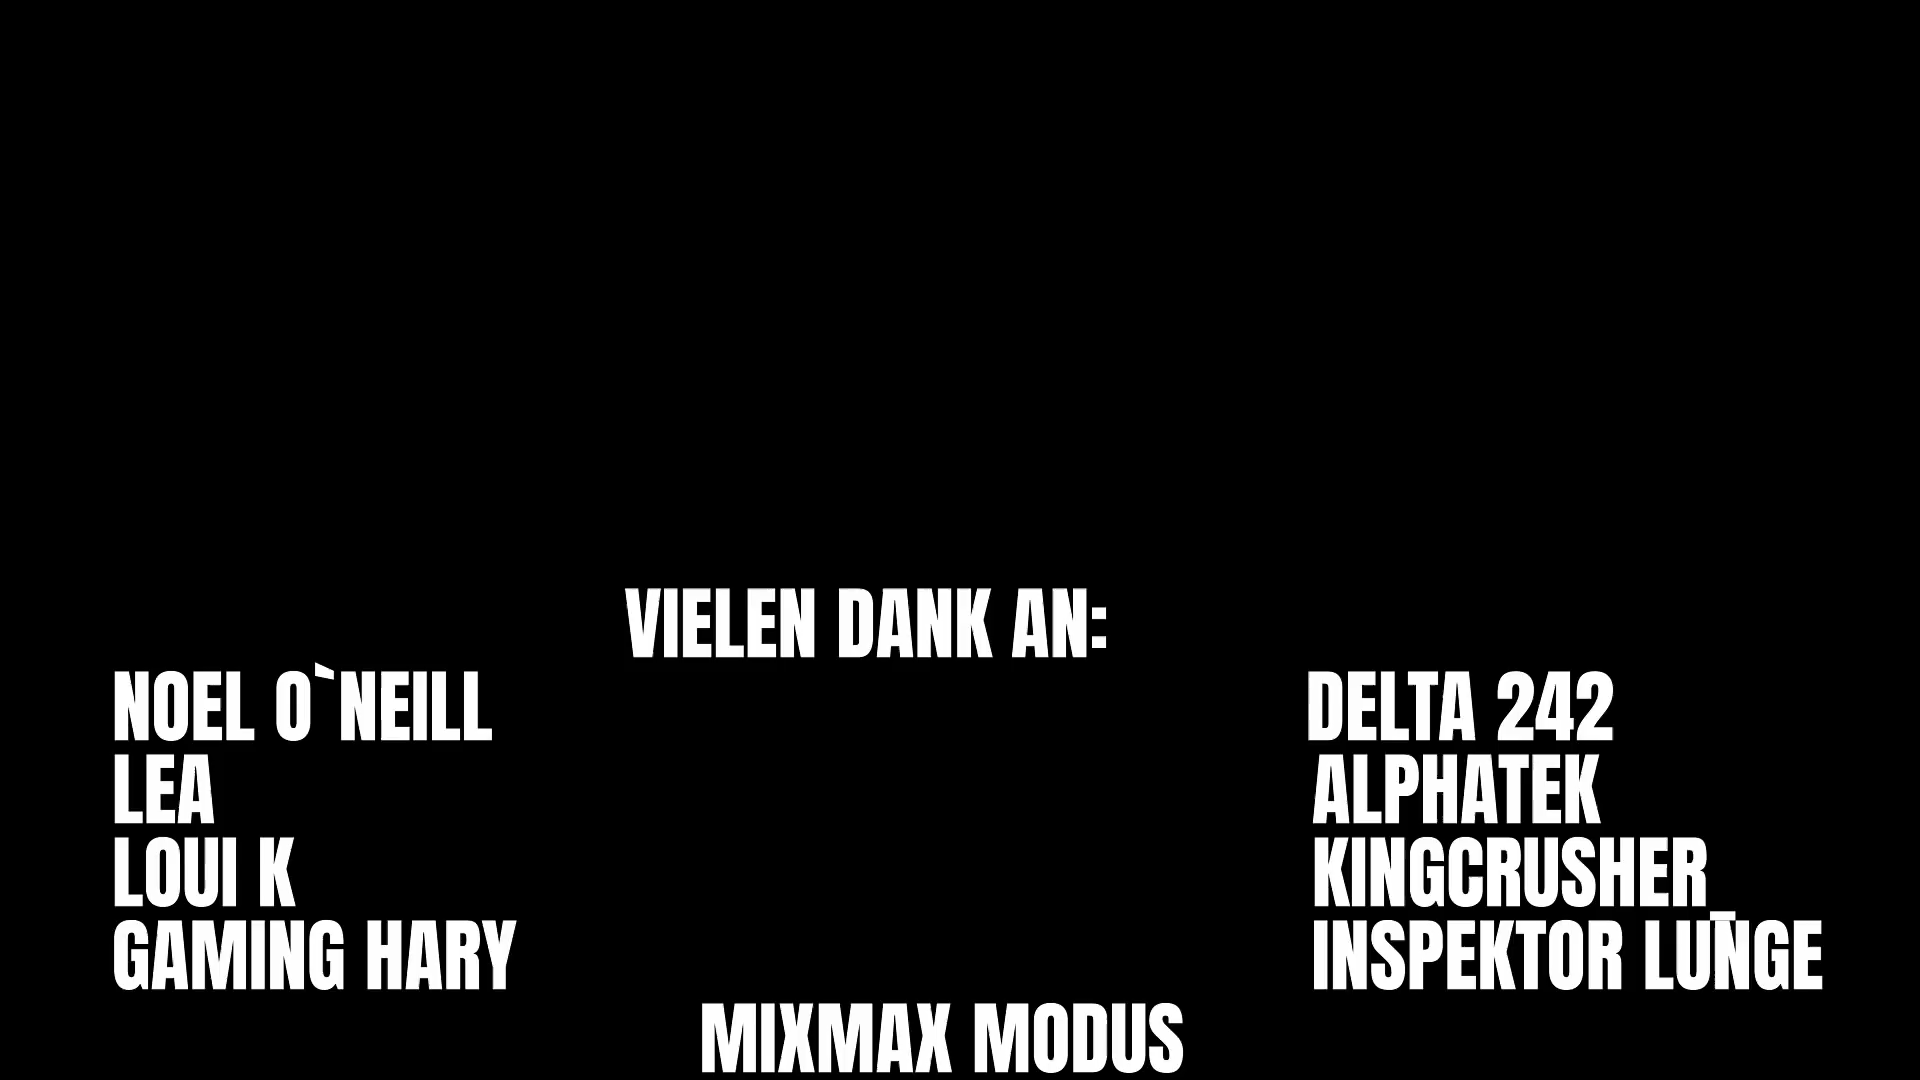 VIELEN DANK AN:
NOEL O`NEILL
DELTA 242
LEA
ALPHATEK
LOUI K
KINGCRUSHER_
GAMING HARY
INSPEKTOR LUNGE
MIXMAX MODUS